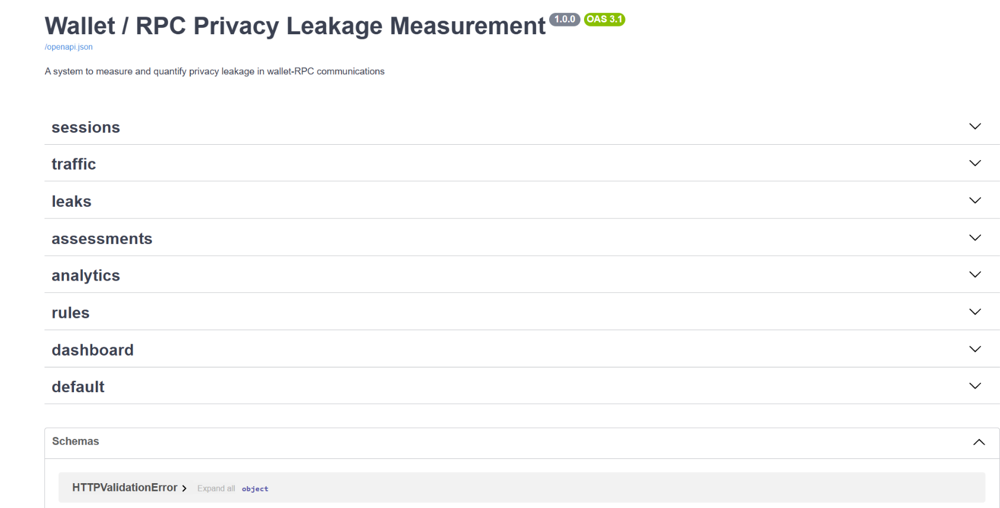 Wallet / RPC Privacy Leakage Measurement 1.0.0 OAS 3.1
/openapi.json
A system to measure and quantify privacy leakage in wallet-RPC communications
sessions
traffic
leaks
assessments
analytics
rules
dashboard
default
Schemas
HTTPValidationError Expand all object